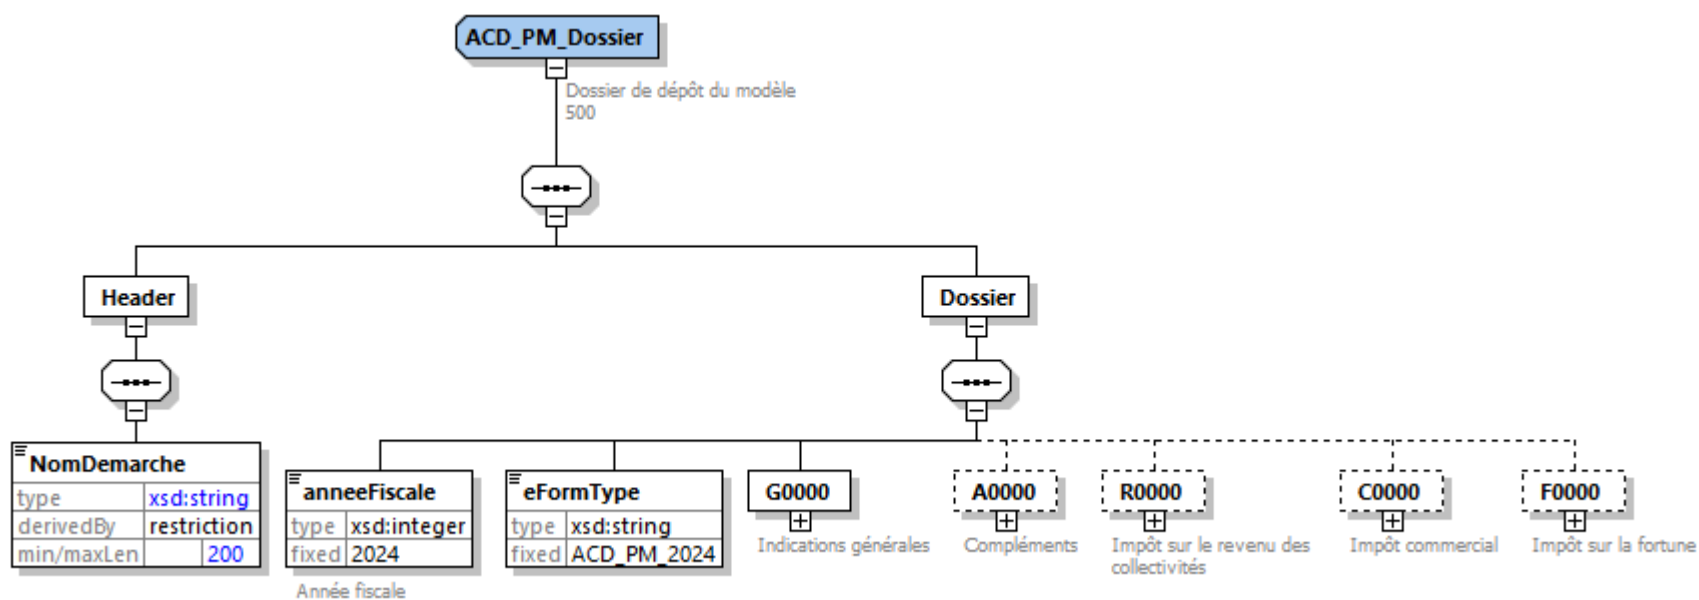 ACD_PM_Dossier
Dossier de dépôt du modèle
500
Header
Dossier
NomDemarche
type xsd:string
derivedBy restriction
min/maxLen 200
anneeFiscale
type xsd:integer
fixed 2024
Année fiscale
eFormType
type xsd:string
fixed ACD_PM_2024
G0000
Indications générales
A0000
Compléments
R0000
Impôt sur le revenu des
collectivités
C0000
Impôt commercial
F0000
Impôt sur la fortune